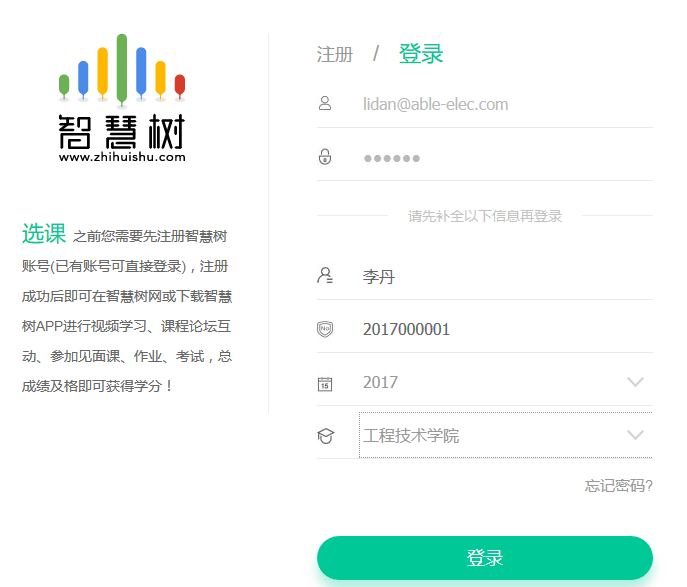 智慧树
www.zhihuishu.com
选课 之前您需要先注册智慧树
账号(已有账号可直接登录)，注册
成功后即可在智慧树网或下载智慧
树APP进行视频学习、课程论坛互
动、参加见面课、作业、考试，总
成绩及格即可获得学分！
注册 / 登录
lidan@able-elec.com
●●●●●●
请先补全以下信息再登录
李丹
No
2017000001
15
2017
工程技术学院
忘记密码?
登录